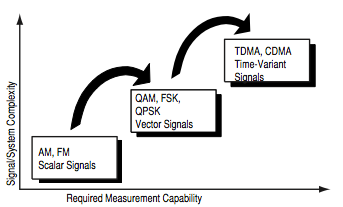 Signal/System Complexity
TDMA, CDMA
Time-Variant
Signals
QAM, FSK,
QPSK
Vector Signals
AM, FM
Scalar Signals
Required Measurement Capability